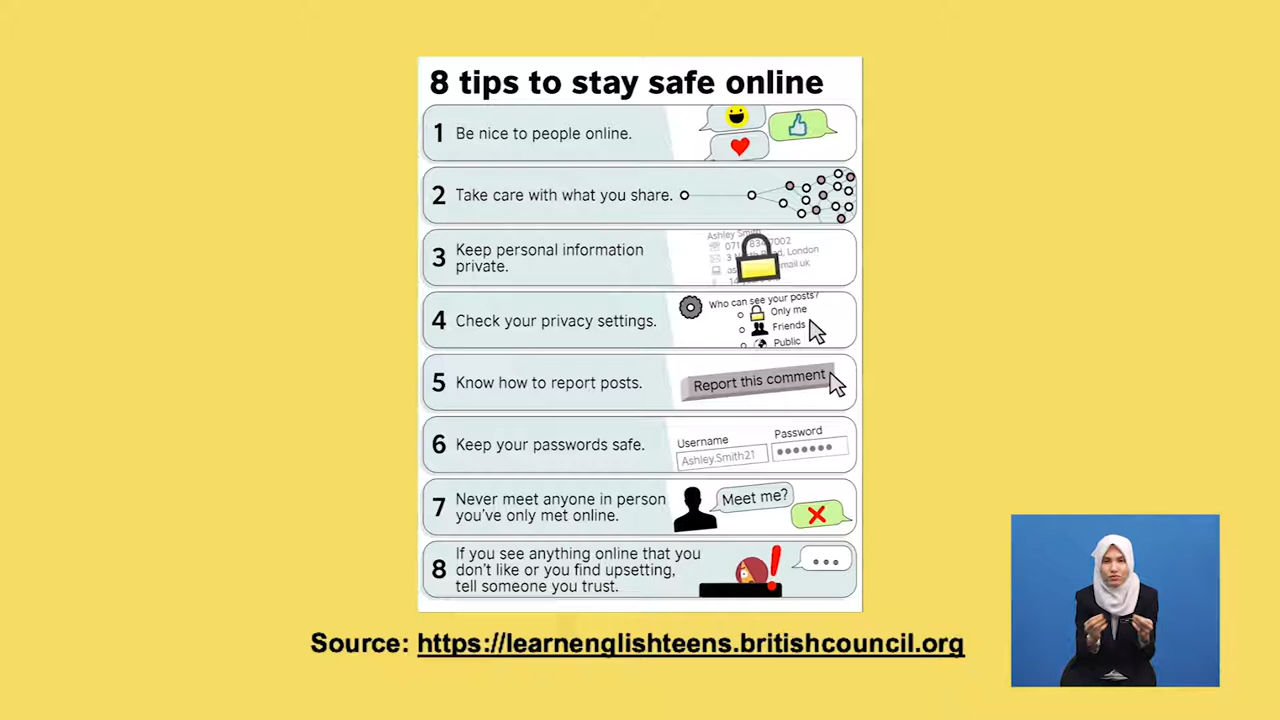 8 tips to stay safe online
1 Be nice to people online.
2 Take care with what you share.
3 Keep personal information
private.
Ashley Smith
London
4 Check your privacy settings.
Who can see your posts?
Only me
Friends
Public
5 Know how to report posts.
Report this comment
6 Keep your passwords safe.
Username
Password
Ashley.Smith21
7 Never meet anyone in person
you've only met online.
Meet me?
8 If you see anything online that you
don't like or you find upsetting,
tell someone you trust.
Source: https://learnenglishteens.britishcouncil.org